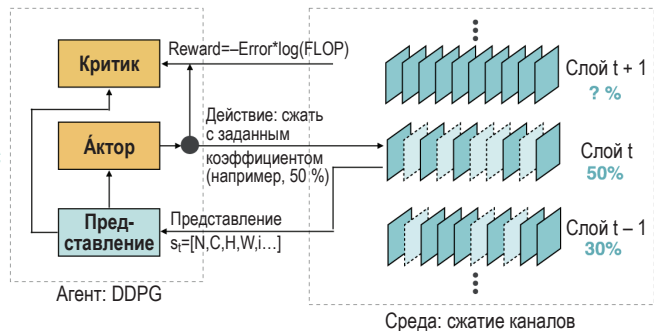 Reward=–Error*log(FLOP)
Критик
Слой t + 1
? %
Действие: сжать
с заданным
коэффициентом
(например, 50 %)
А́ктор
Слой t
50%
Пред-
ставление
Представление
st=[N,C,H,W,i…]
Слой t – 1
30%
Агент: DDPG
Среда: сжатие каналов